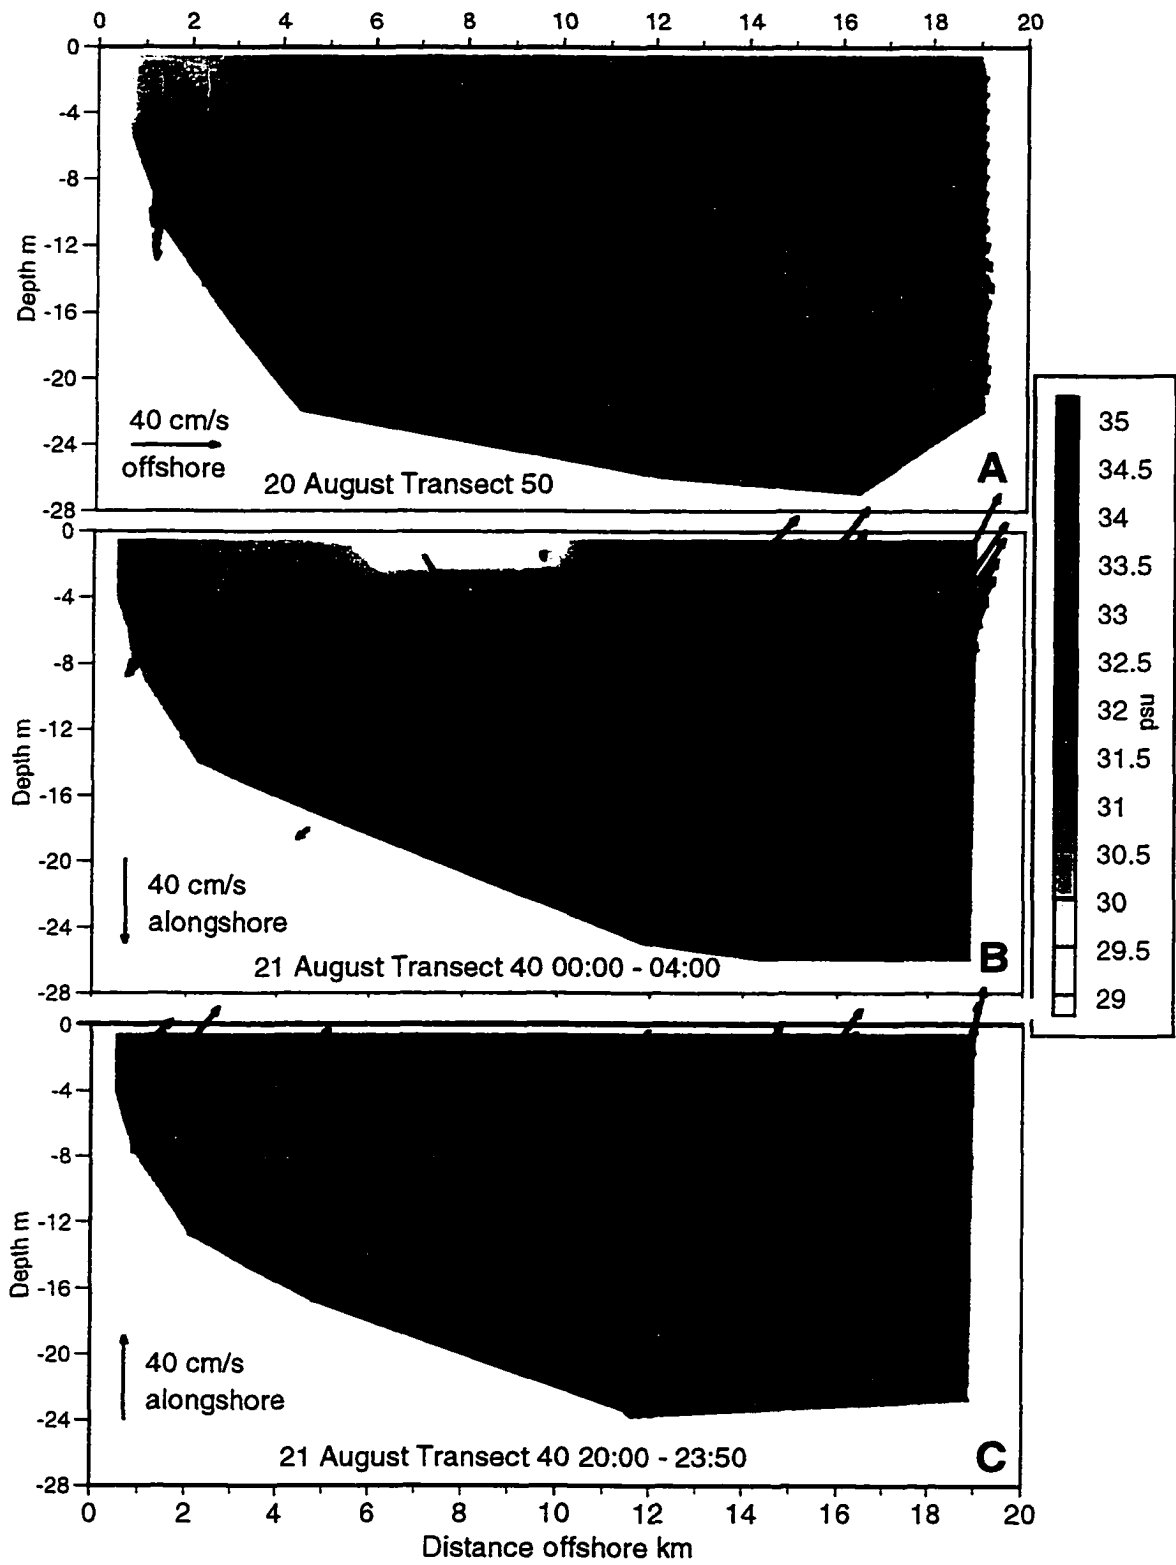 0 2 4 6 8 10 12 14 16 18 20
0
-4
-8
-12
-16
-20
-24
-28
Depth m
40 cm/s
offshore
20 August Transect 50
A
0
-4
-8
-12
-16
-20
-24
-28
Depth m
40 cm/s
alongshore
21 August Transect 40 00:00 - 04:00
B
0
-4
-8
-12
-16
-20
-24
-28
Depth m
40 cm/s
alongshore
21 August Transect 40 20:00 - 23:50
C
0 2 4 6 8 10 12 14 16 18 20
Distance offshore km
35
34.5
34
33.5
33
32.5
32
31.5
31
30.5
30
29.5
29
psu